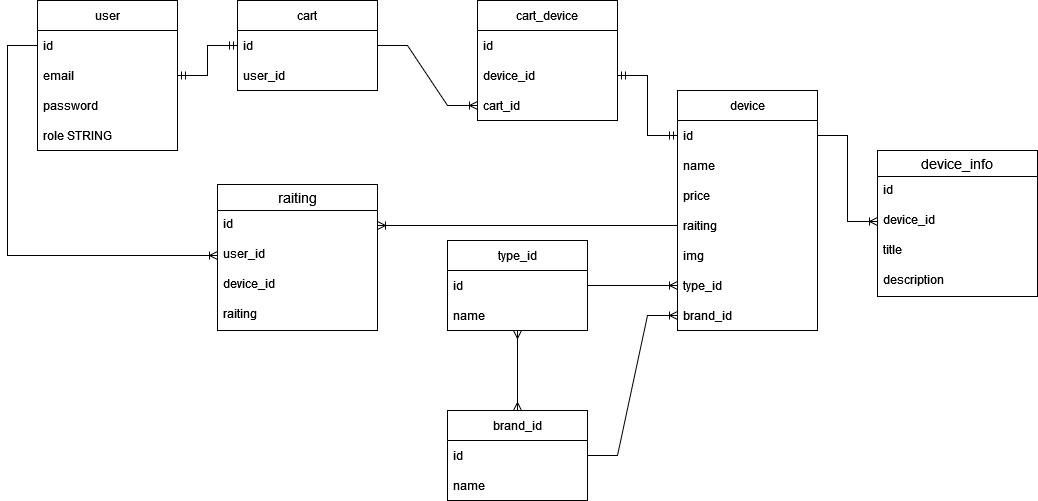 user
id
email
password
role STRING
cart
id
user_id
cart_device
id
device_id
cart_id
device
id
name
price
raiting
img
type_id
brand_id
device_info
id
device_id
title
description
raiting
id
user_id
device_id
raiting
type_id
id
name
brand_id
id
name